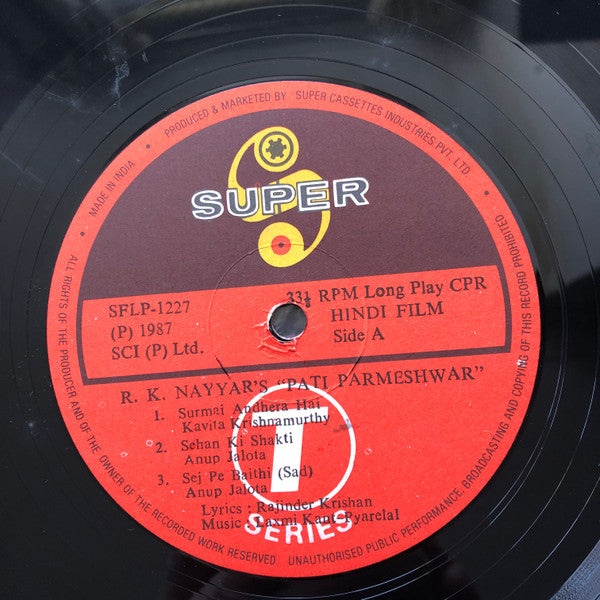 MADE IN INDIA • PRODUCED & MARKETED BY SUPER CASSETTES INDUSTRIES PVT. LTD •
SUPER
SFLP-1227
(P) 1987
SCI (P) Ltd.
33⅓ RPM Long Play CPR
HINDI FILM
Side A
R. K. NAYYAR'S "PATI PARMESHWAR"
1. Surmai Andhera Hai
Kavita Krishnamurthy
2. Sehan Ki Shakti
Anup Jalota
3. Sej Pe Baithi (Sad)
Anup Jalota
Lyrics : Rajinder Krishan
Music : Laxmi Kant Pyarelal
T
SERIES
ALL RIGHTS OF THE PRODUCER AND OF THE OWNER OF THE RECORDED WORK RESERVED UNAUTHORISED PUBLIC PERFORMANCE, BROADCASTING AND COPYING OF THIS RECORD PROHIBITED